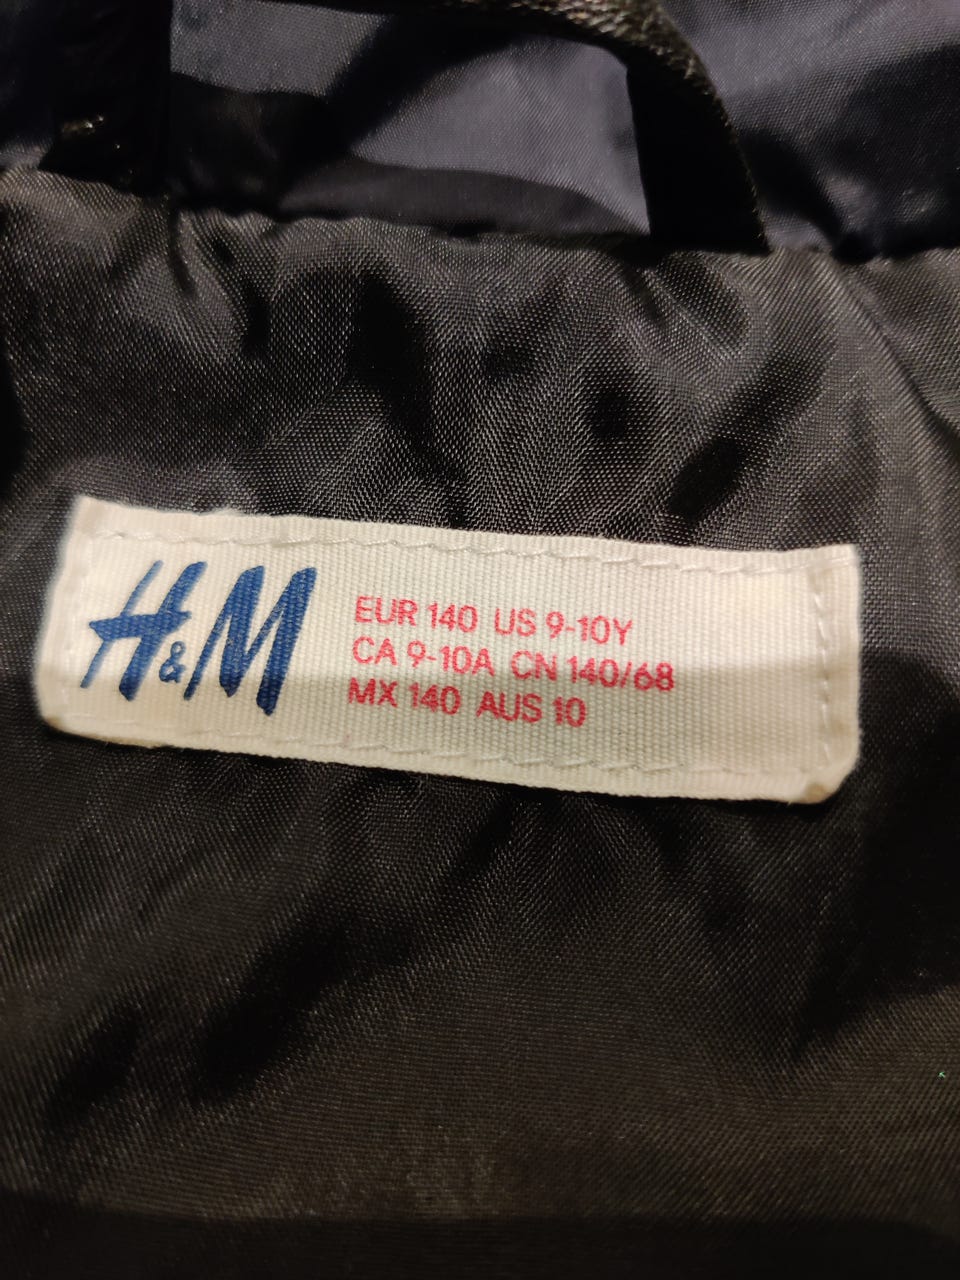 H&M
EUR 140 US 9-10Y
CA 9-10A CN 140/68
MX 140 AUS 10